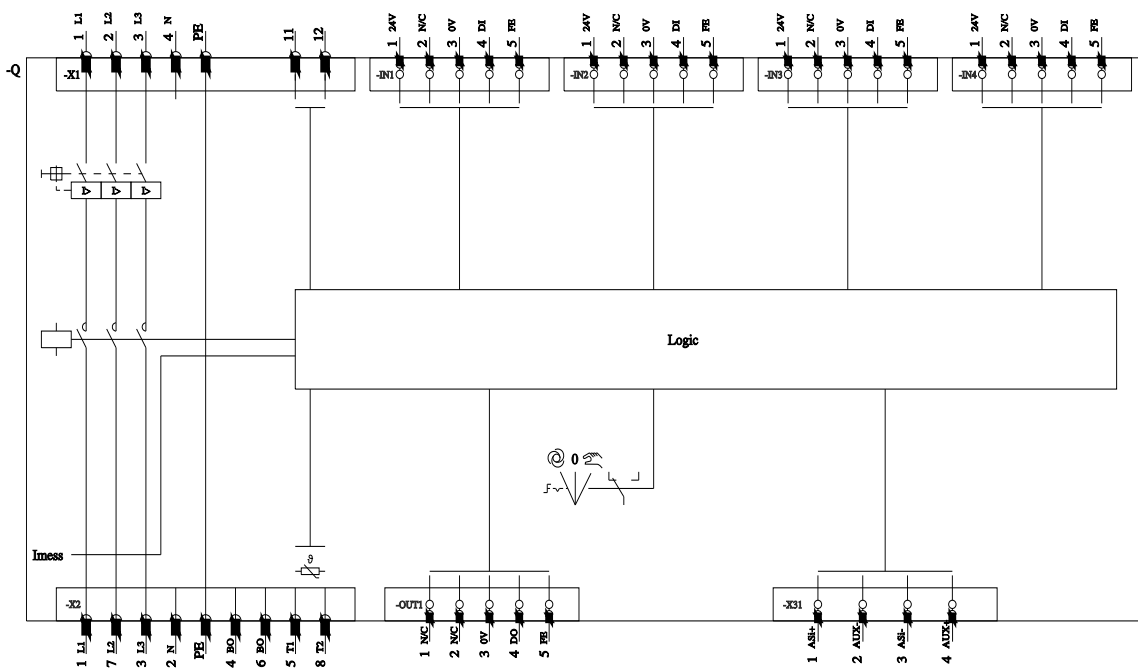 1 L1
2 L2
3 L3
4 N
PE
11
12
1 24V
2 N/C
3 0V
4 DI
5 FE
1 24V
2 N/C
3 0V
4 DI
5 FE
1 24V
2 N/C
3 0V
4 DI
5 FE
1 24V
2 N/C
3 0V
4 DI
5 FE
-Q
-X1
-IN1
-IN2
-IN3
-IN4
I>
I>
I>
Logic
0
Imess
ϑ
-X2
-OUT1
-X31
1 L1
7 L2
3 L3
2 N
PE
4 BO
6 BO
5 T1
8 T2
1 N/C
2 N/C
3 0V
4 DO
5 FE
1 ASi+
2 AUX-
3 ASi-
4 AUX+